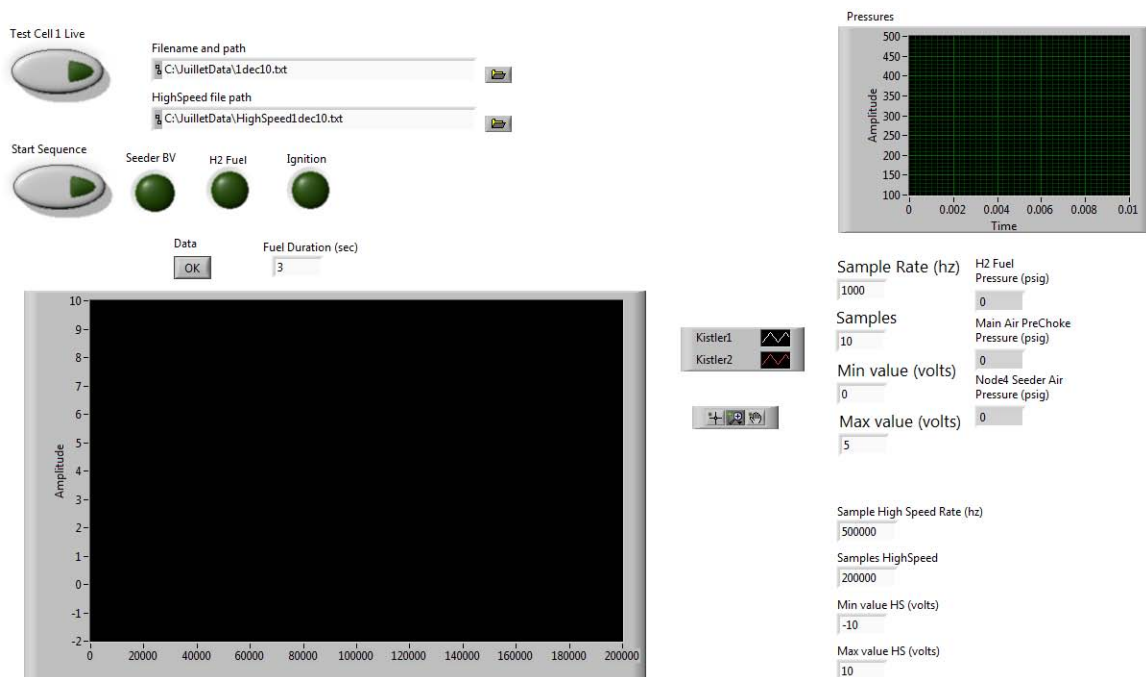 Test Cell 1 Live
Filename and path
C:\JuilletData\1dec10.txt
HighSpeed file path
C:\JuilletData\HighSpeed1dec10.txt
Start Sequence
Seeder BV
H2 Fuel
Ignition
Data
OK
Fuel Duration (sec)
3
Pressures
500
450
400
350
300
250
200
150
100
Amplitude
0 0.002 0.004 0.006 0.008 0.01
Time
10
9
8
7
6
5
4
3
2
1
0
-1
-2
Amplitude
0 20000 40000 60000 80000 100000 120000 140000 160000 180000 200000
Kistler1
Kistler2
Sample Rate (hz)
1000
Samples
10
Min value (volts)
0
Max value (volts)
5
H2 Fuel
Pressure (psig)
0
Main Air PreChoke
Pressure (psig)
0
Node4 Seeder Air
Pressure (psig)
0
Sample High Speed Rate (hz)
500000
Samples HighSpeed
200000
Min value HS (volts)
-10
Max value HS (volts)
10